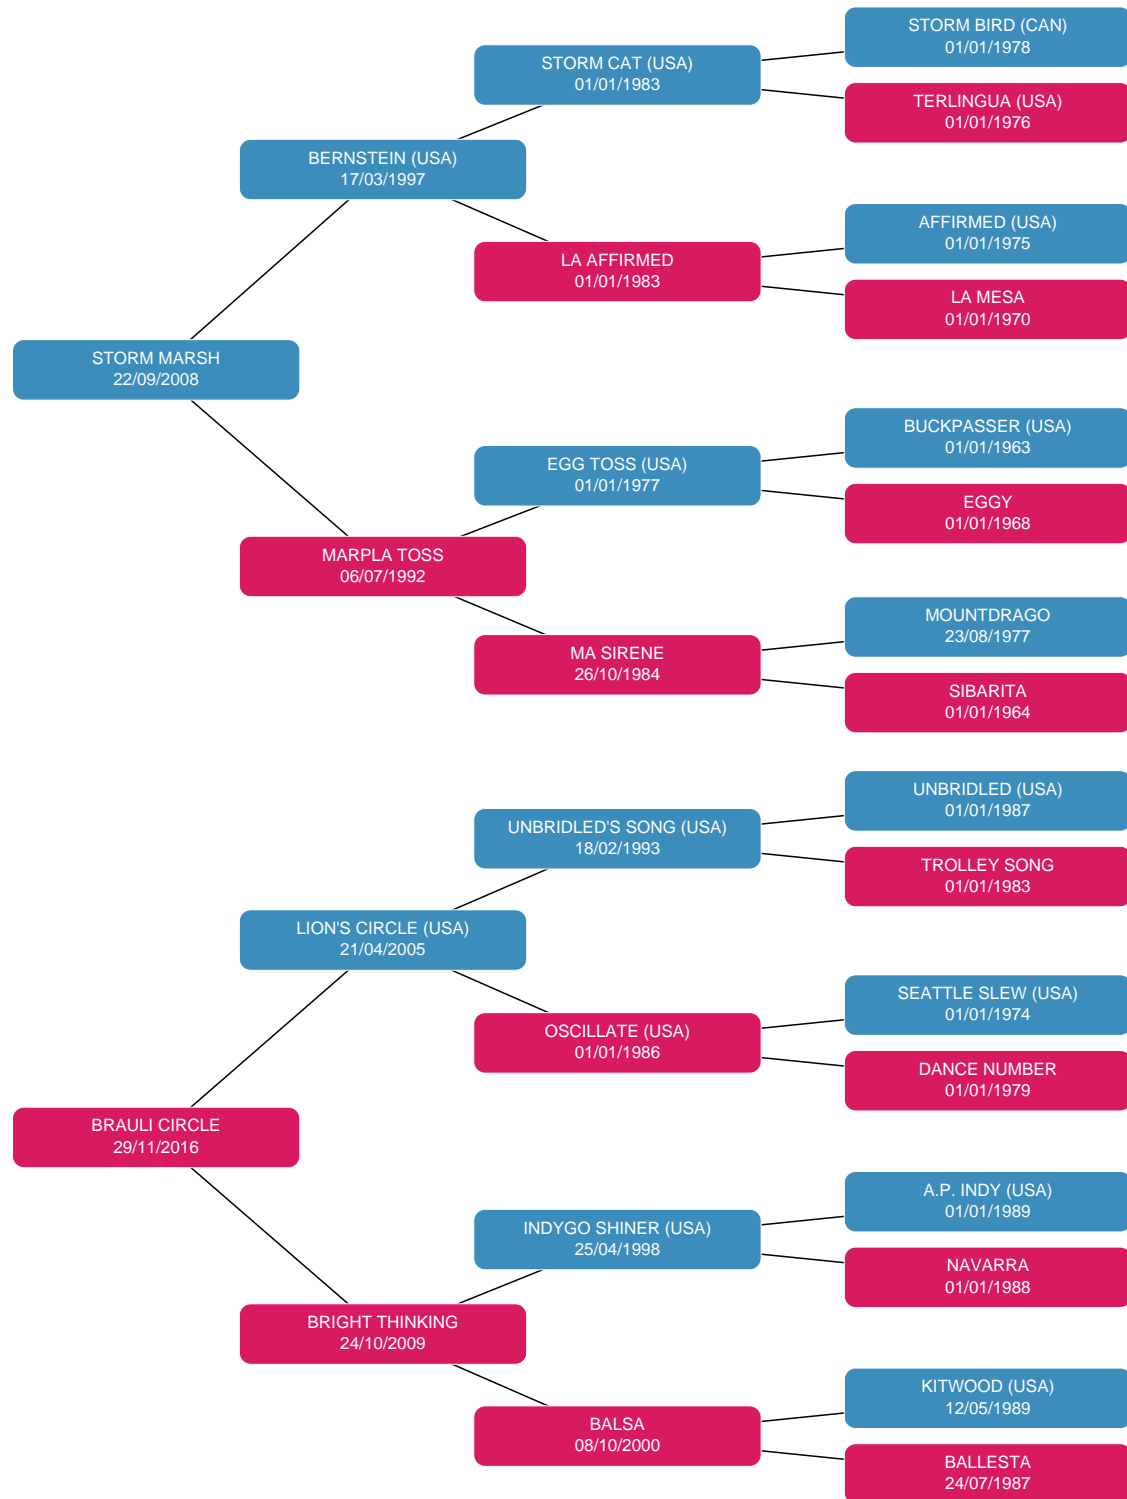 STORM BIRD (CAN)
01/01/1978
STORM CAT (USA)
01/01/1983
TERLINGUA (USA)
01/01/1976
BERNSTEIN (USA)
17/03/1997
AFFIRMED (USA)
01/01/1975
LA AFFIRMED
01/01/1983
LA MESA
01/01/1970
STORM MARSH
22/09/2008
BUCKPASSER (USA)
01/01/1963
EGG TOSS (USA)
01/01/1977
EGGY
01/01/1968
MARPLA TOSS
06/07/1992
MOUNTDRAGO
23/08/1977
MA SIRENE
26/10/1984
SIBARITA
01/01/1964
UNBRIDLED (USA)
01/01/1987
UNBRIDLED'S SONG (USA)
18/02/1993
TROLLEY SONG
01/01/1983
LION'S CIRCLE (USA)
21/04/2005
SEATTLE SLEW (USA)
01/01/1974
OSCILLATE (USA)
01/01/1986
DANCE NUMBER
01/01/1979
BRAULI CIRCLE
29/11/2016
A.P. INDY (USA)
01/01/1989
INDYGO SHINER (USA)
25/04/1998
NAVARRA
01/01/1988
BRIGHT THINKING
24/10/2009
KITWOOD (USA)
12/05/1989
BALSA
08/10/2000
BALLESTA
24/07/1987